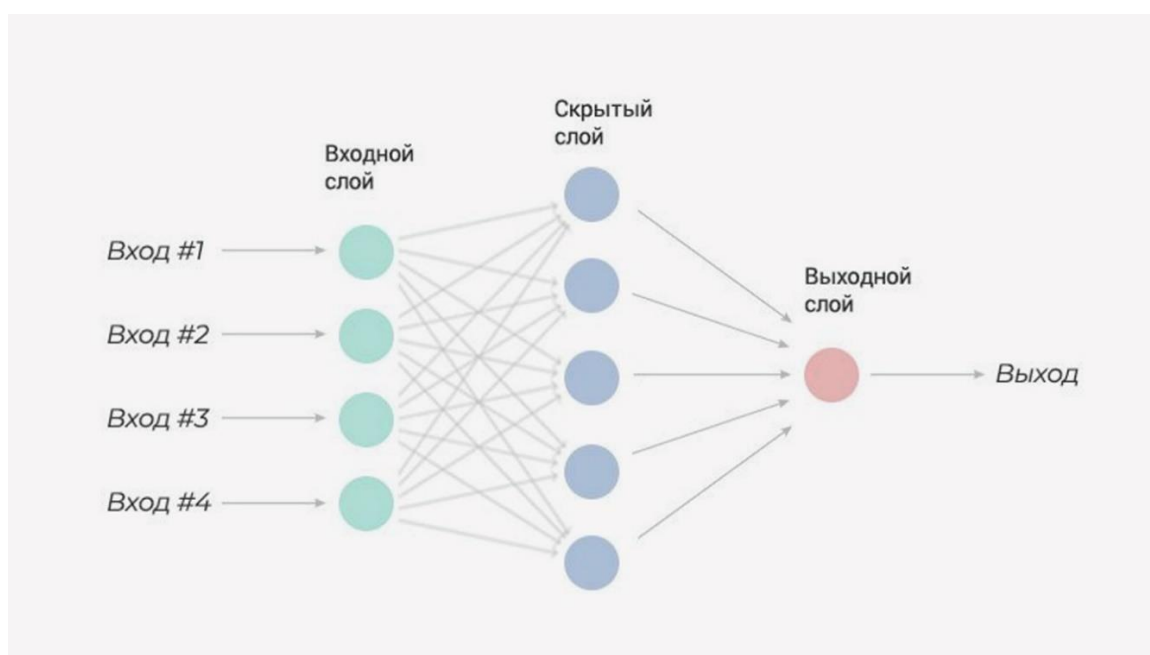 Скрытый
слой
Входной
слой
Вход #1
Вход #2
Вход #3
Вход #4
Выходной
слой
Выход